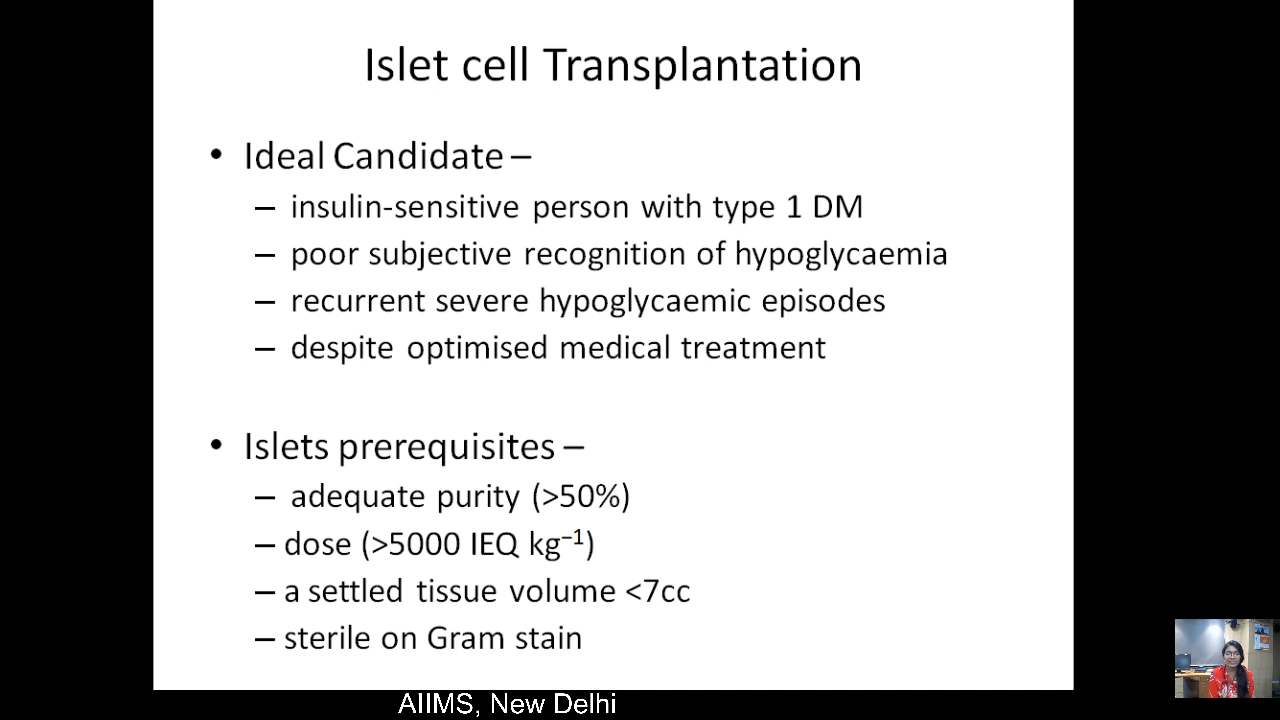 Islet cell Transplantation
• Ideal Candidate –
– insulin-sensitive person with type 1 DM
– poor subjective recognition of hypoglycaemia
– recurrent severe hypoglycaemic episodes
– despite optimised medical treatment
• Islets prerequisites –
– adequate purity (>50%)
– dose (>5000 IEQ kg⁻¹)
– a settled tissue volume <7cc
– sterile on Gram stain
AIIMS, New Delhi